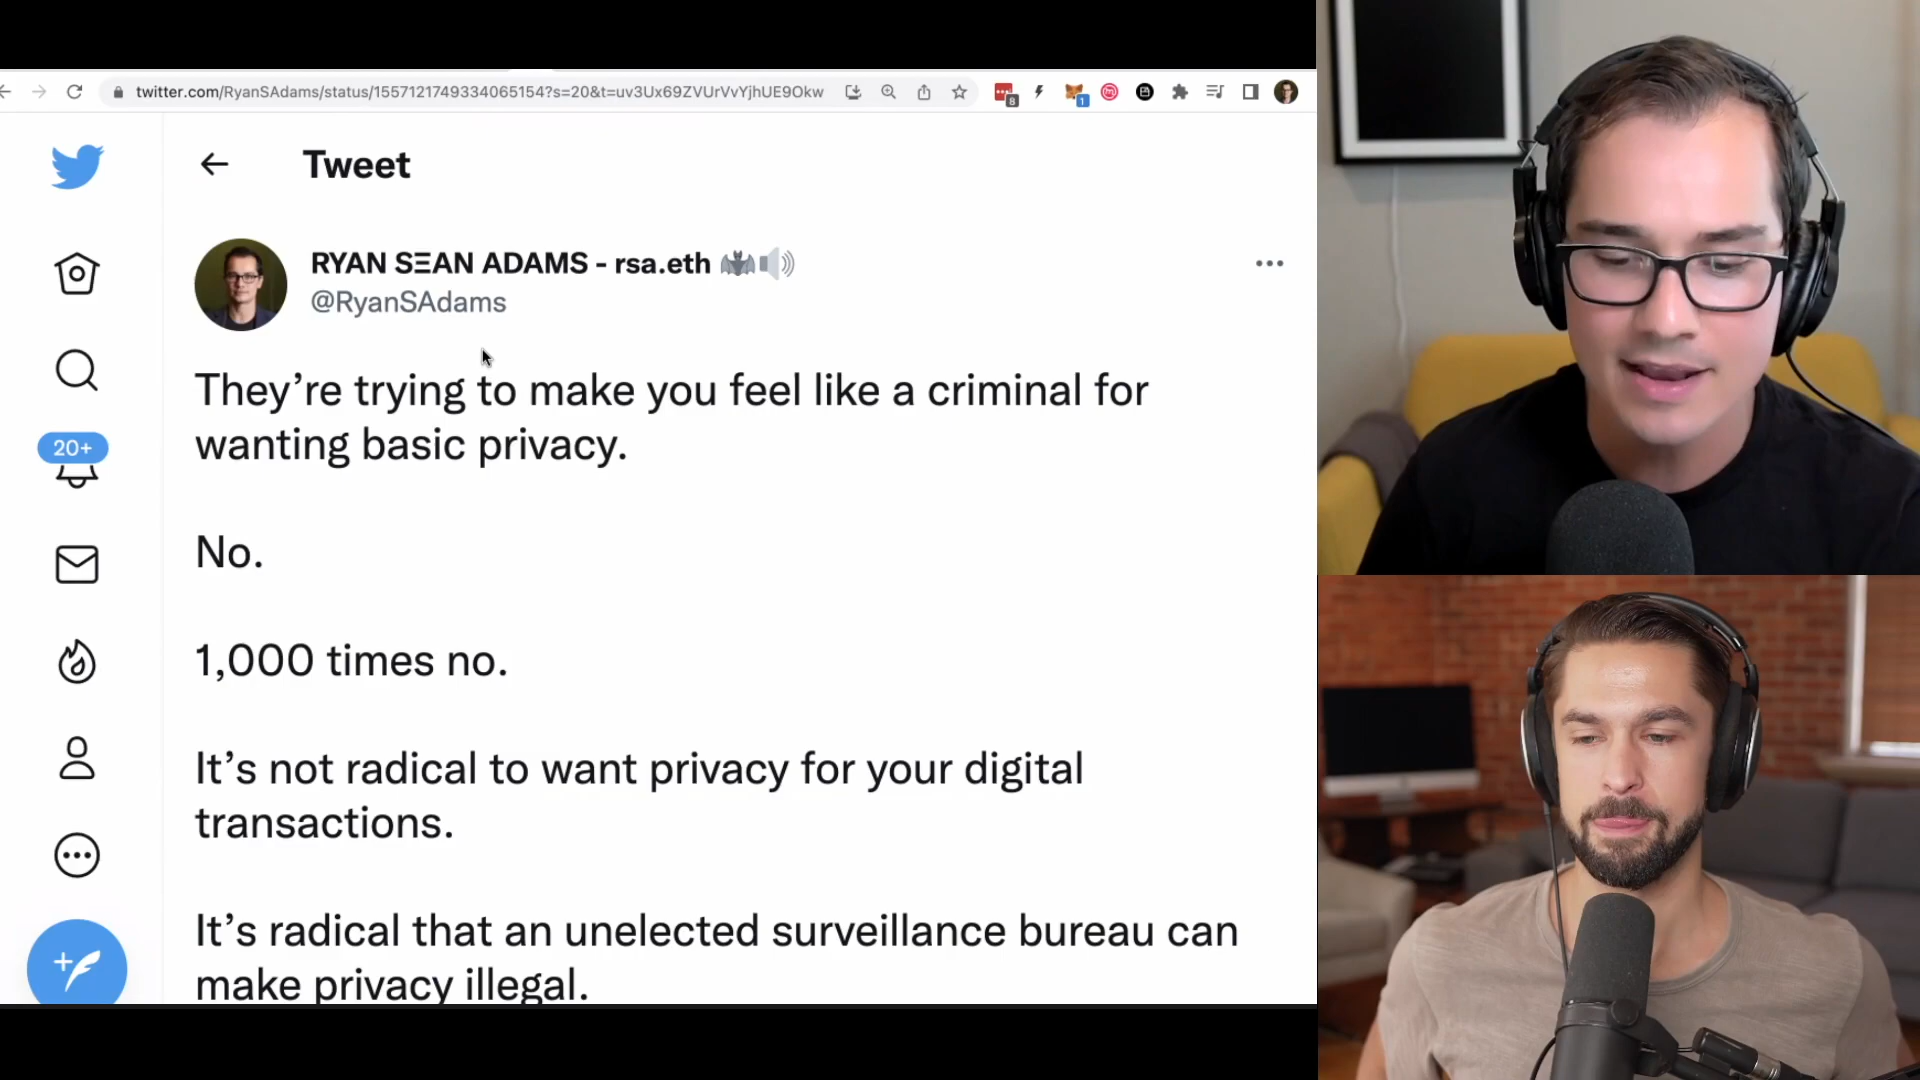 twitter.com/RyanSAdams/status/1557121749334065154?s=20&t=uv3Ux69ZVUrVvYjhUE9Okw
8
1
Tweet
RYAN SΞAN ADAMS - rsa.eth 🦇🔊
@RyanSAdams
They’re trying to make you feel like a criminal for
wanting basic privacy.
20+
No.
1,000 times no.
It’s not radical to want privacy for your digital
transactions.
It’s radical that an unelected surveillance bureau can
make privacy illegal.